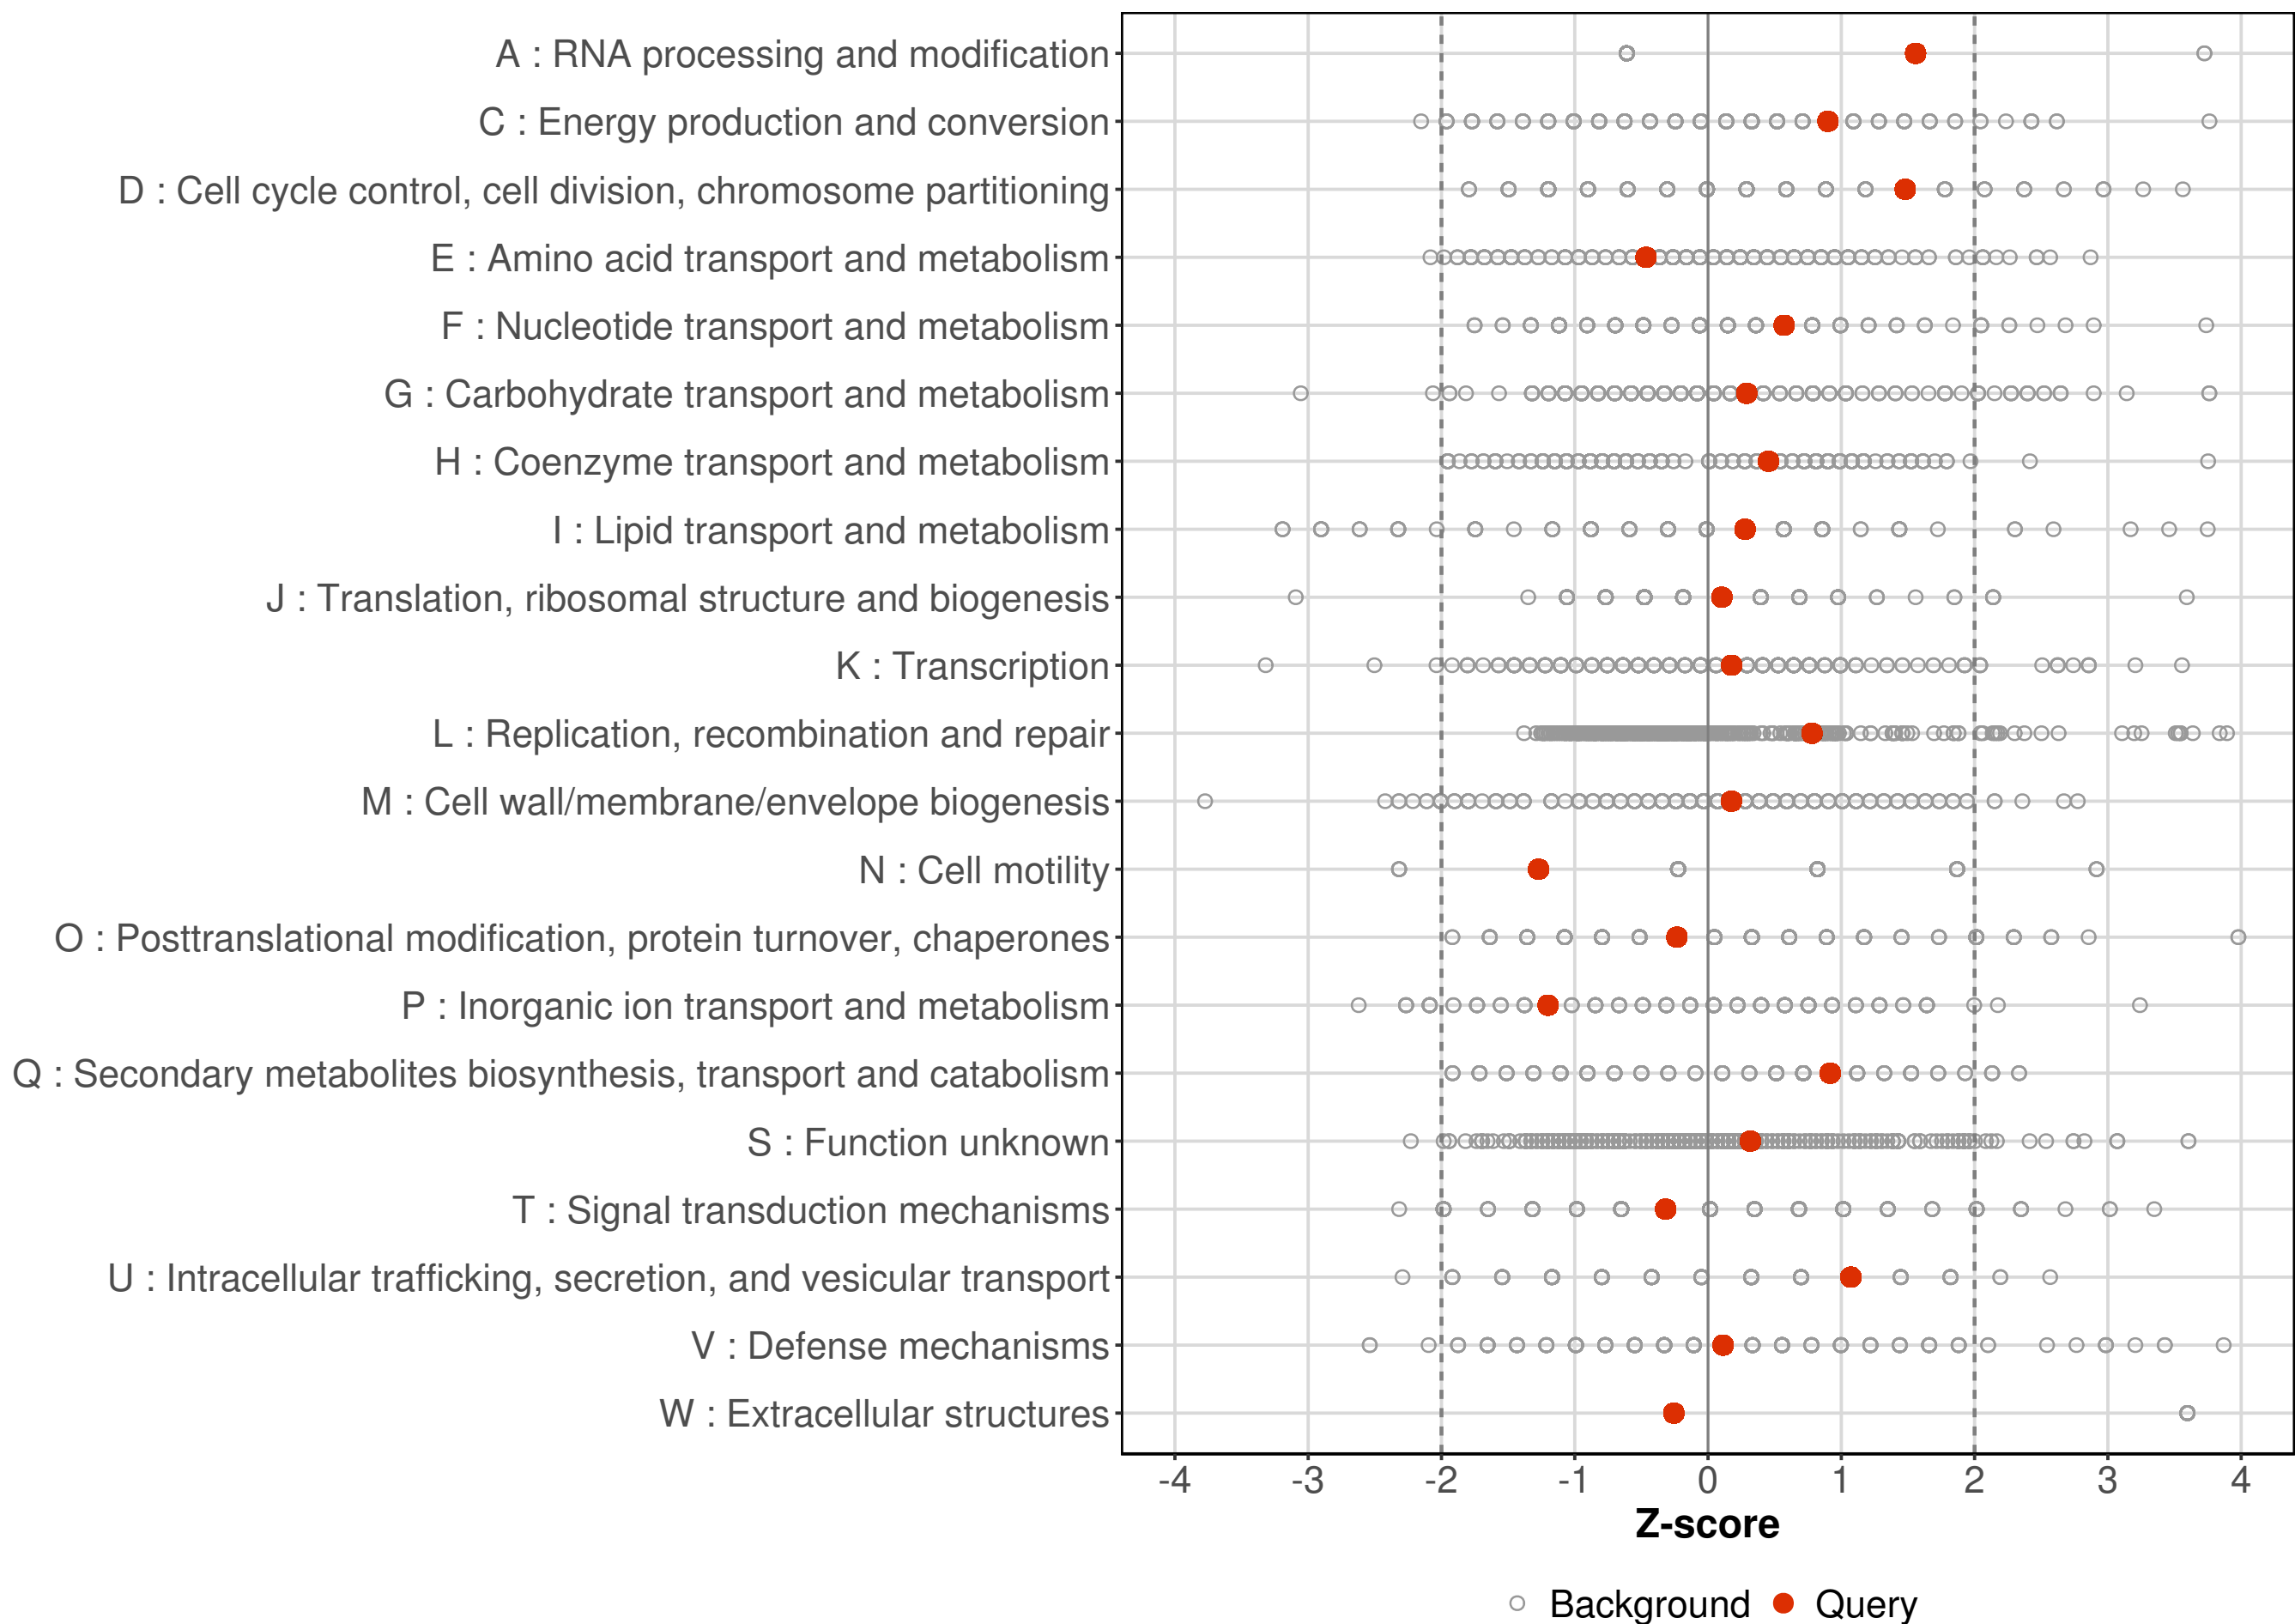 A : RNA processing and modification
C : Energy production and conversion
D : Cell cycle control, cell division, chromosome partitioning
E : Amino acid transport and metabolism
F : Nucleotide transport and metabolism
G : Carbohydrate transport and metabolism
H : Coenzyme transport and metabolism
I : Lipid transport and metabolism
J : Translation, ribosomal structure and biogenesis
K : Transcription
L : Replication, recombination and repair
M : Cell wall/membrane/envelope biogenesis
N : Cell motility
O : Posttranslational modification, protein turnover, chaperones
P : Inorganic ion transport and metabolism
Q : Secondary metabolites biosynthesis, transport and catabolism
S : Function unknown
T : Signal transduction mechanisms
U : Intracellular trafficking, secretion, and vesicular transport
V : Defense mechanisms
W : Extracellular structures
-4 -3 -2 -1 0 1 2 3 4
Z-score
Background Query